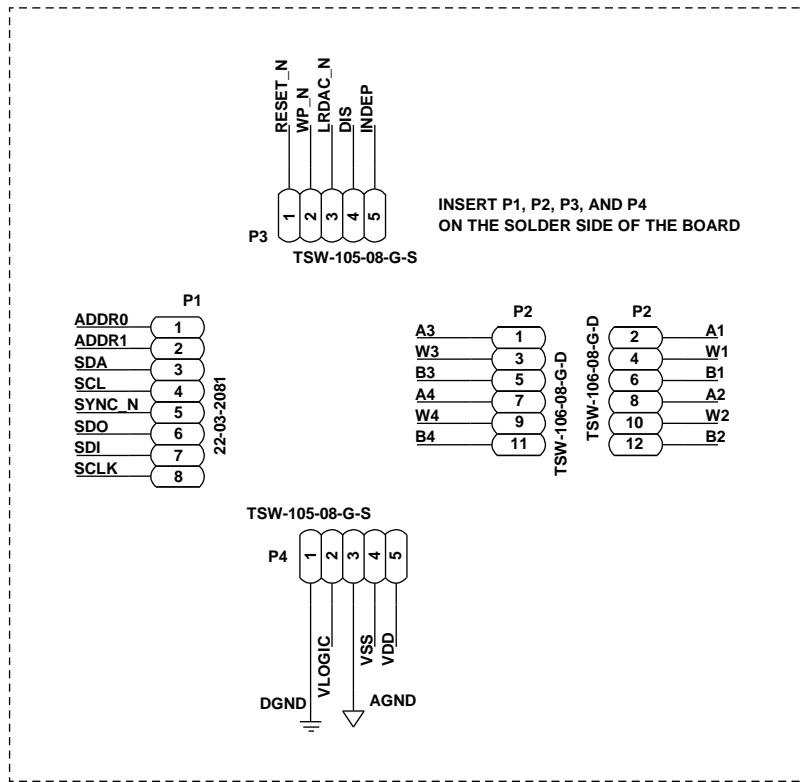 RESET_N
WP_N
LRDAC_N
DIS
INDEP
1
2
3
4
5
P3
TSW-105-08-G-S
INSERT P1, P2, P3, AND P4
ON THE SOLDER SIDE OF THE BOARD
P1
ADDR0 1
ADDR1 2
SDA 3
SCL 4
SYNC_N 5
SDO 6
SDI 7
SCLK 8
22-03-2081
P2
A3 1
W3 3
B3 5
A4 7
W4 9
B4 11
TSW-106-08-G-D
P2
2 A1
4 W1
6 B1
8 A2
10 W2
12 B2
TSW-106-08-G-D
TSW-105-08-G-S
P4
1
2
3
4
5
DGND
VLOGIC
AGND
VSS
VDD